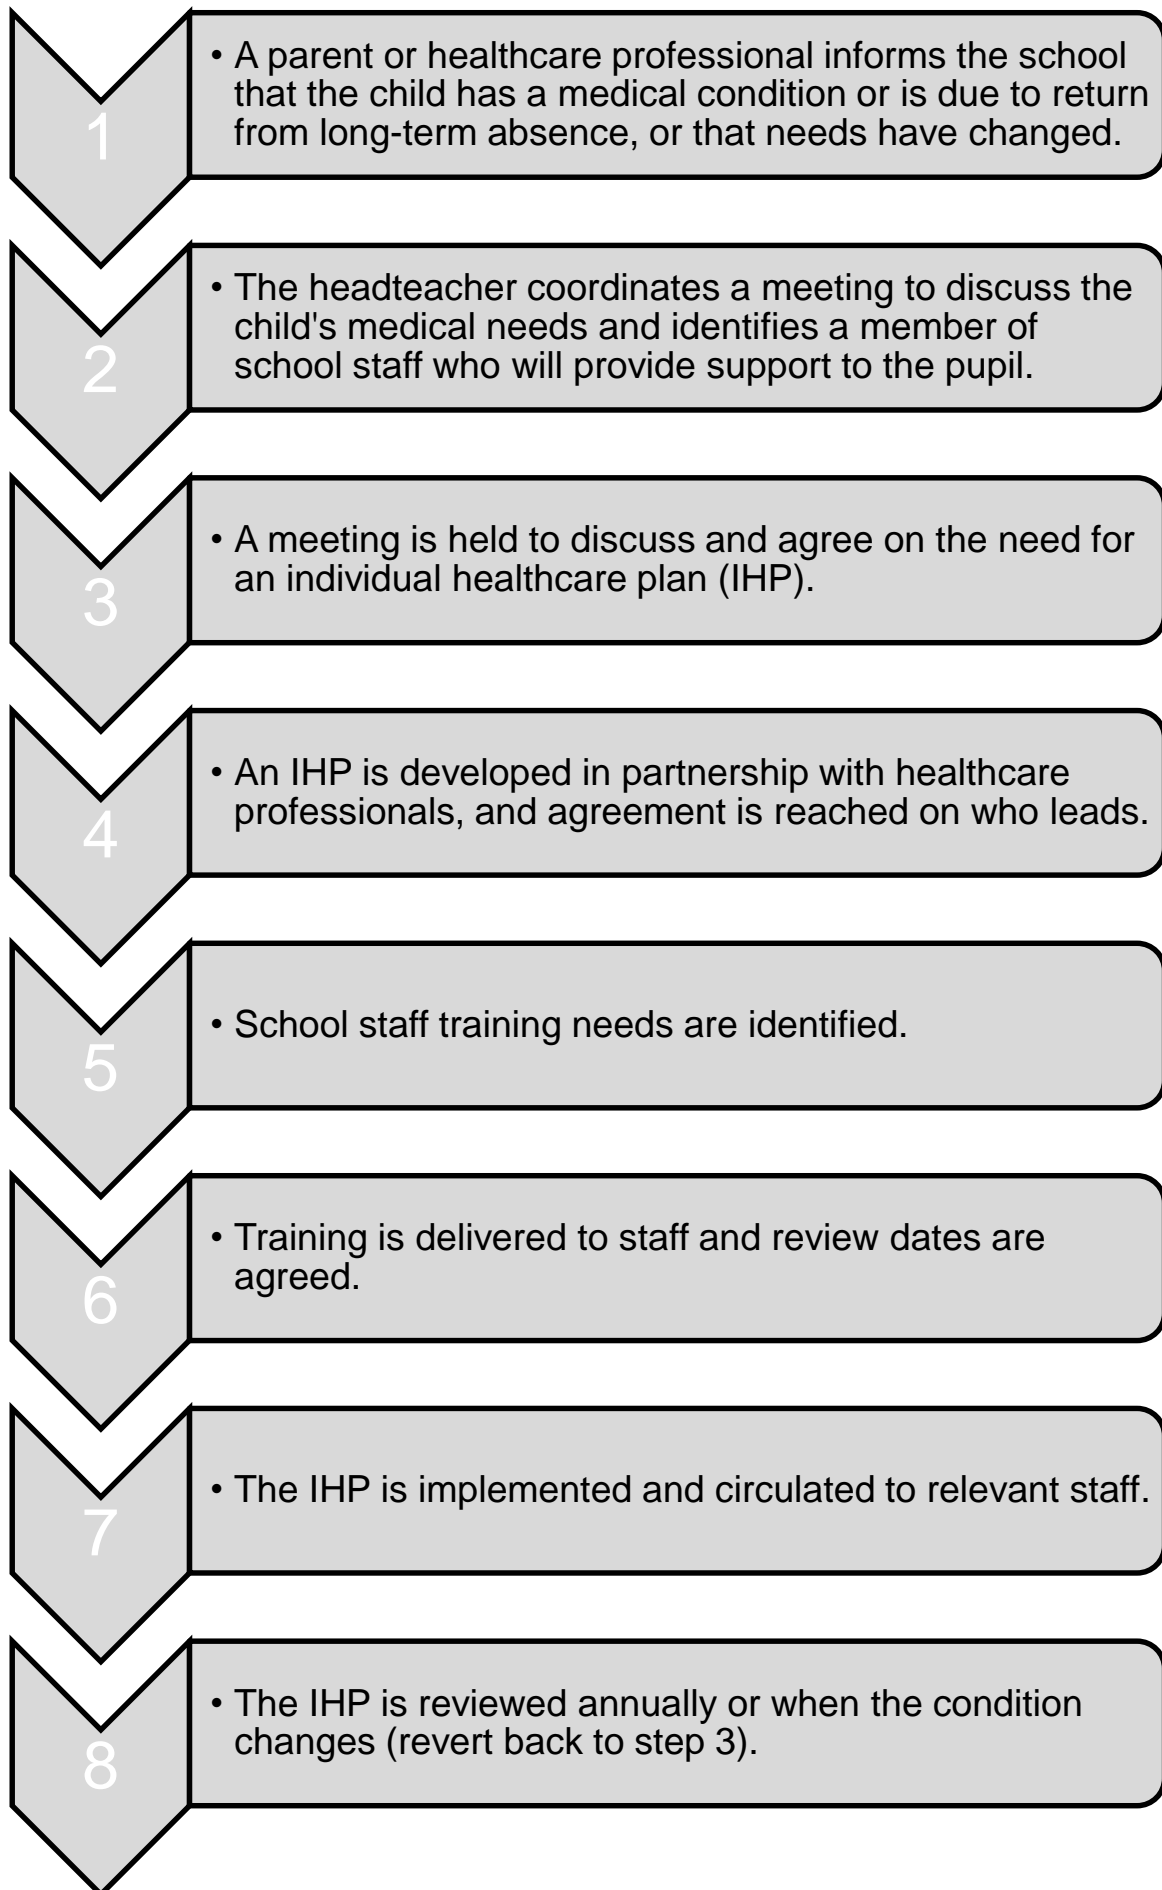 1
• A parent or healthcare professional informs the school
that the child has a medical condition or is due to return
from long-term absence, or that needs have changed.
2
• The headteacher coordinates a meeting to discuss the
child's medical needs and identifies a member of
school staff who will provide support to the pupil.
3
• A meeting is held to discuss and agree on the need for
an individual healthcare plan (IHP).
4
• An IHP is developed in partnership with healthcare
professionals, and agreement is reached on who leads.
5
• School staff training needs are identified.
6
• Training is delivered to staff and review dates are
agreed.
7
• The IHP is implemented and circulated to relevant staff.
8
• The IHP is reviewed annually or when the condition
changes (revert back to step 3).